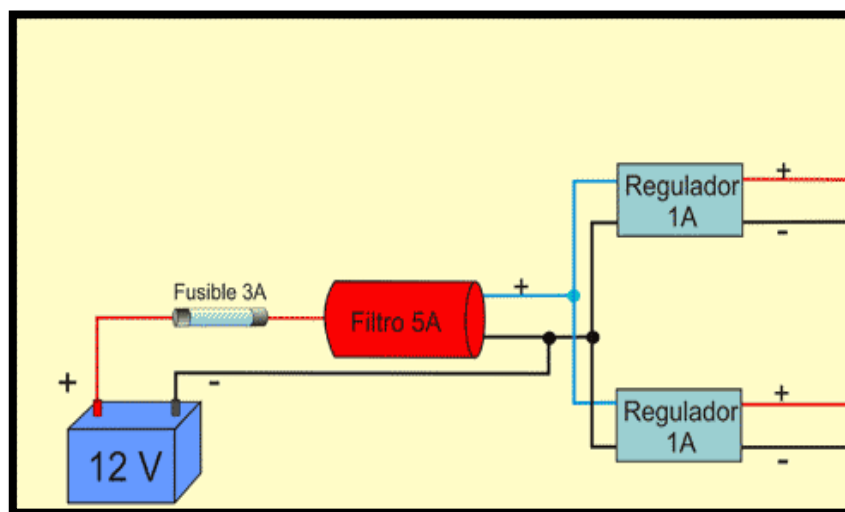 +
Regulador
1A
-
Fusible 3A
+
Filtro 5A
+
-
12 V
+
Regulador
1A
-